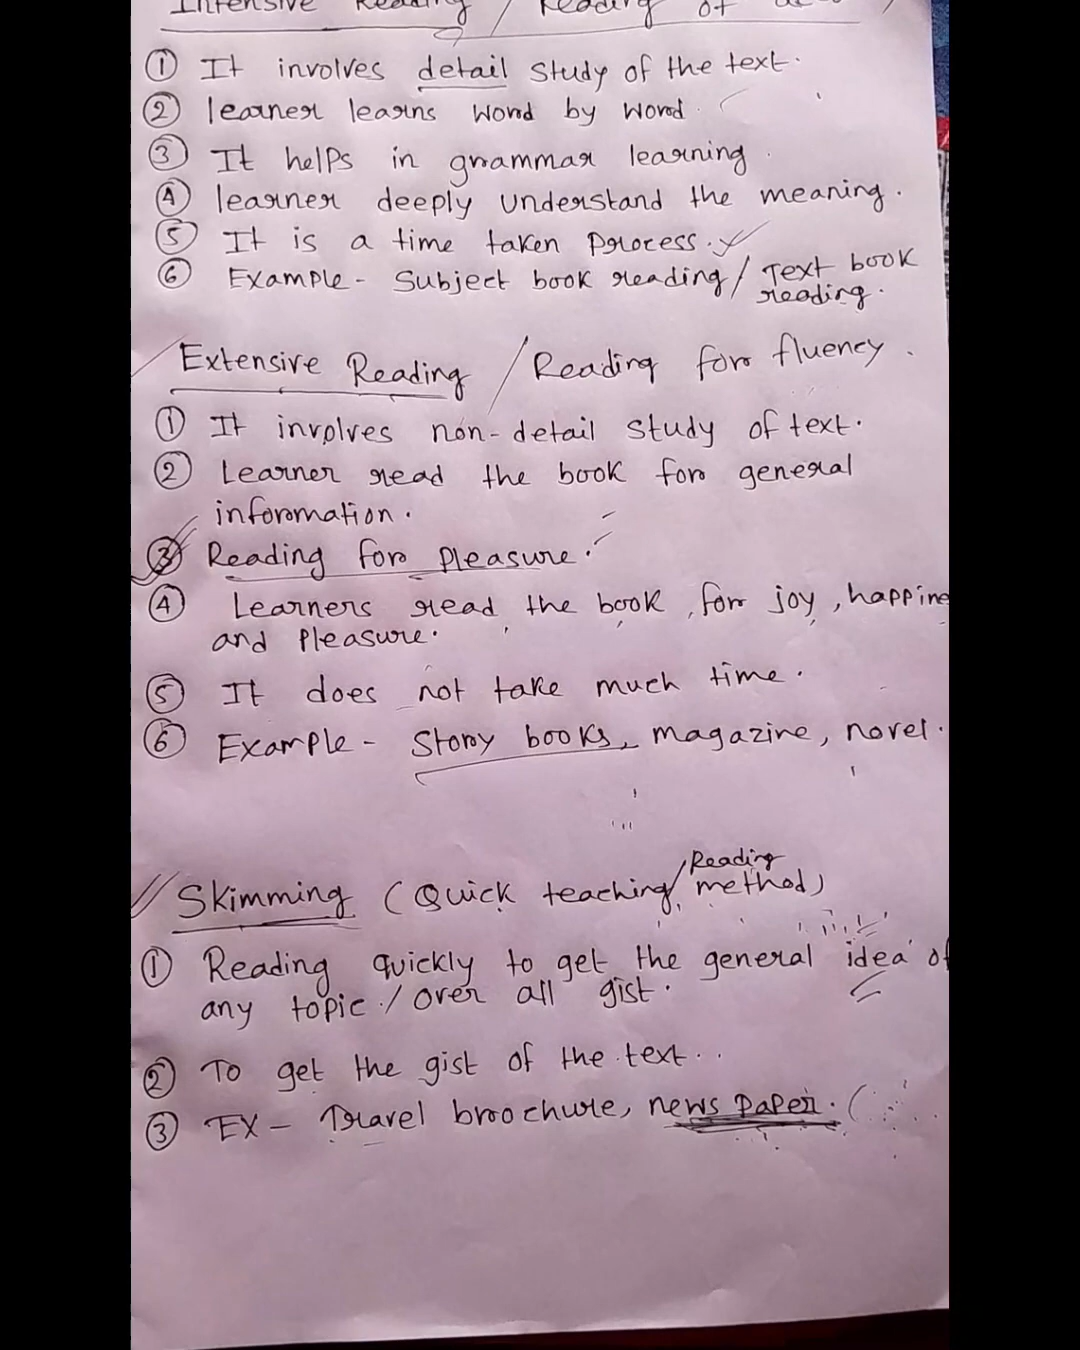 Intensive Reading / Reading of
① It involves detail study of the text.
② learner learns word by word.
③ It helps in grammar learning.
④ learner deeply understand the meaning.
⑤ It is a time taken process.
⑥ Example - Subject book reading / Text book
reading.
Extensive Reading / Reading for fluency.
① It involves non-detail study of text.
② Learner read the book for general
information.
③ Reading for pleasure.
④ Learners read the book, for joy, happine
and pleasure.
⑤ It does not take much time.
⑥ Example - Story books, magazine, novel.
Reading
Skimming (Quick teaching/ method)
① Reading quickly to get the general idea of
any topic / over all gist.
② To get the gist of the text..
③ EX - Travel brochure, news paper.